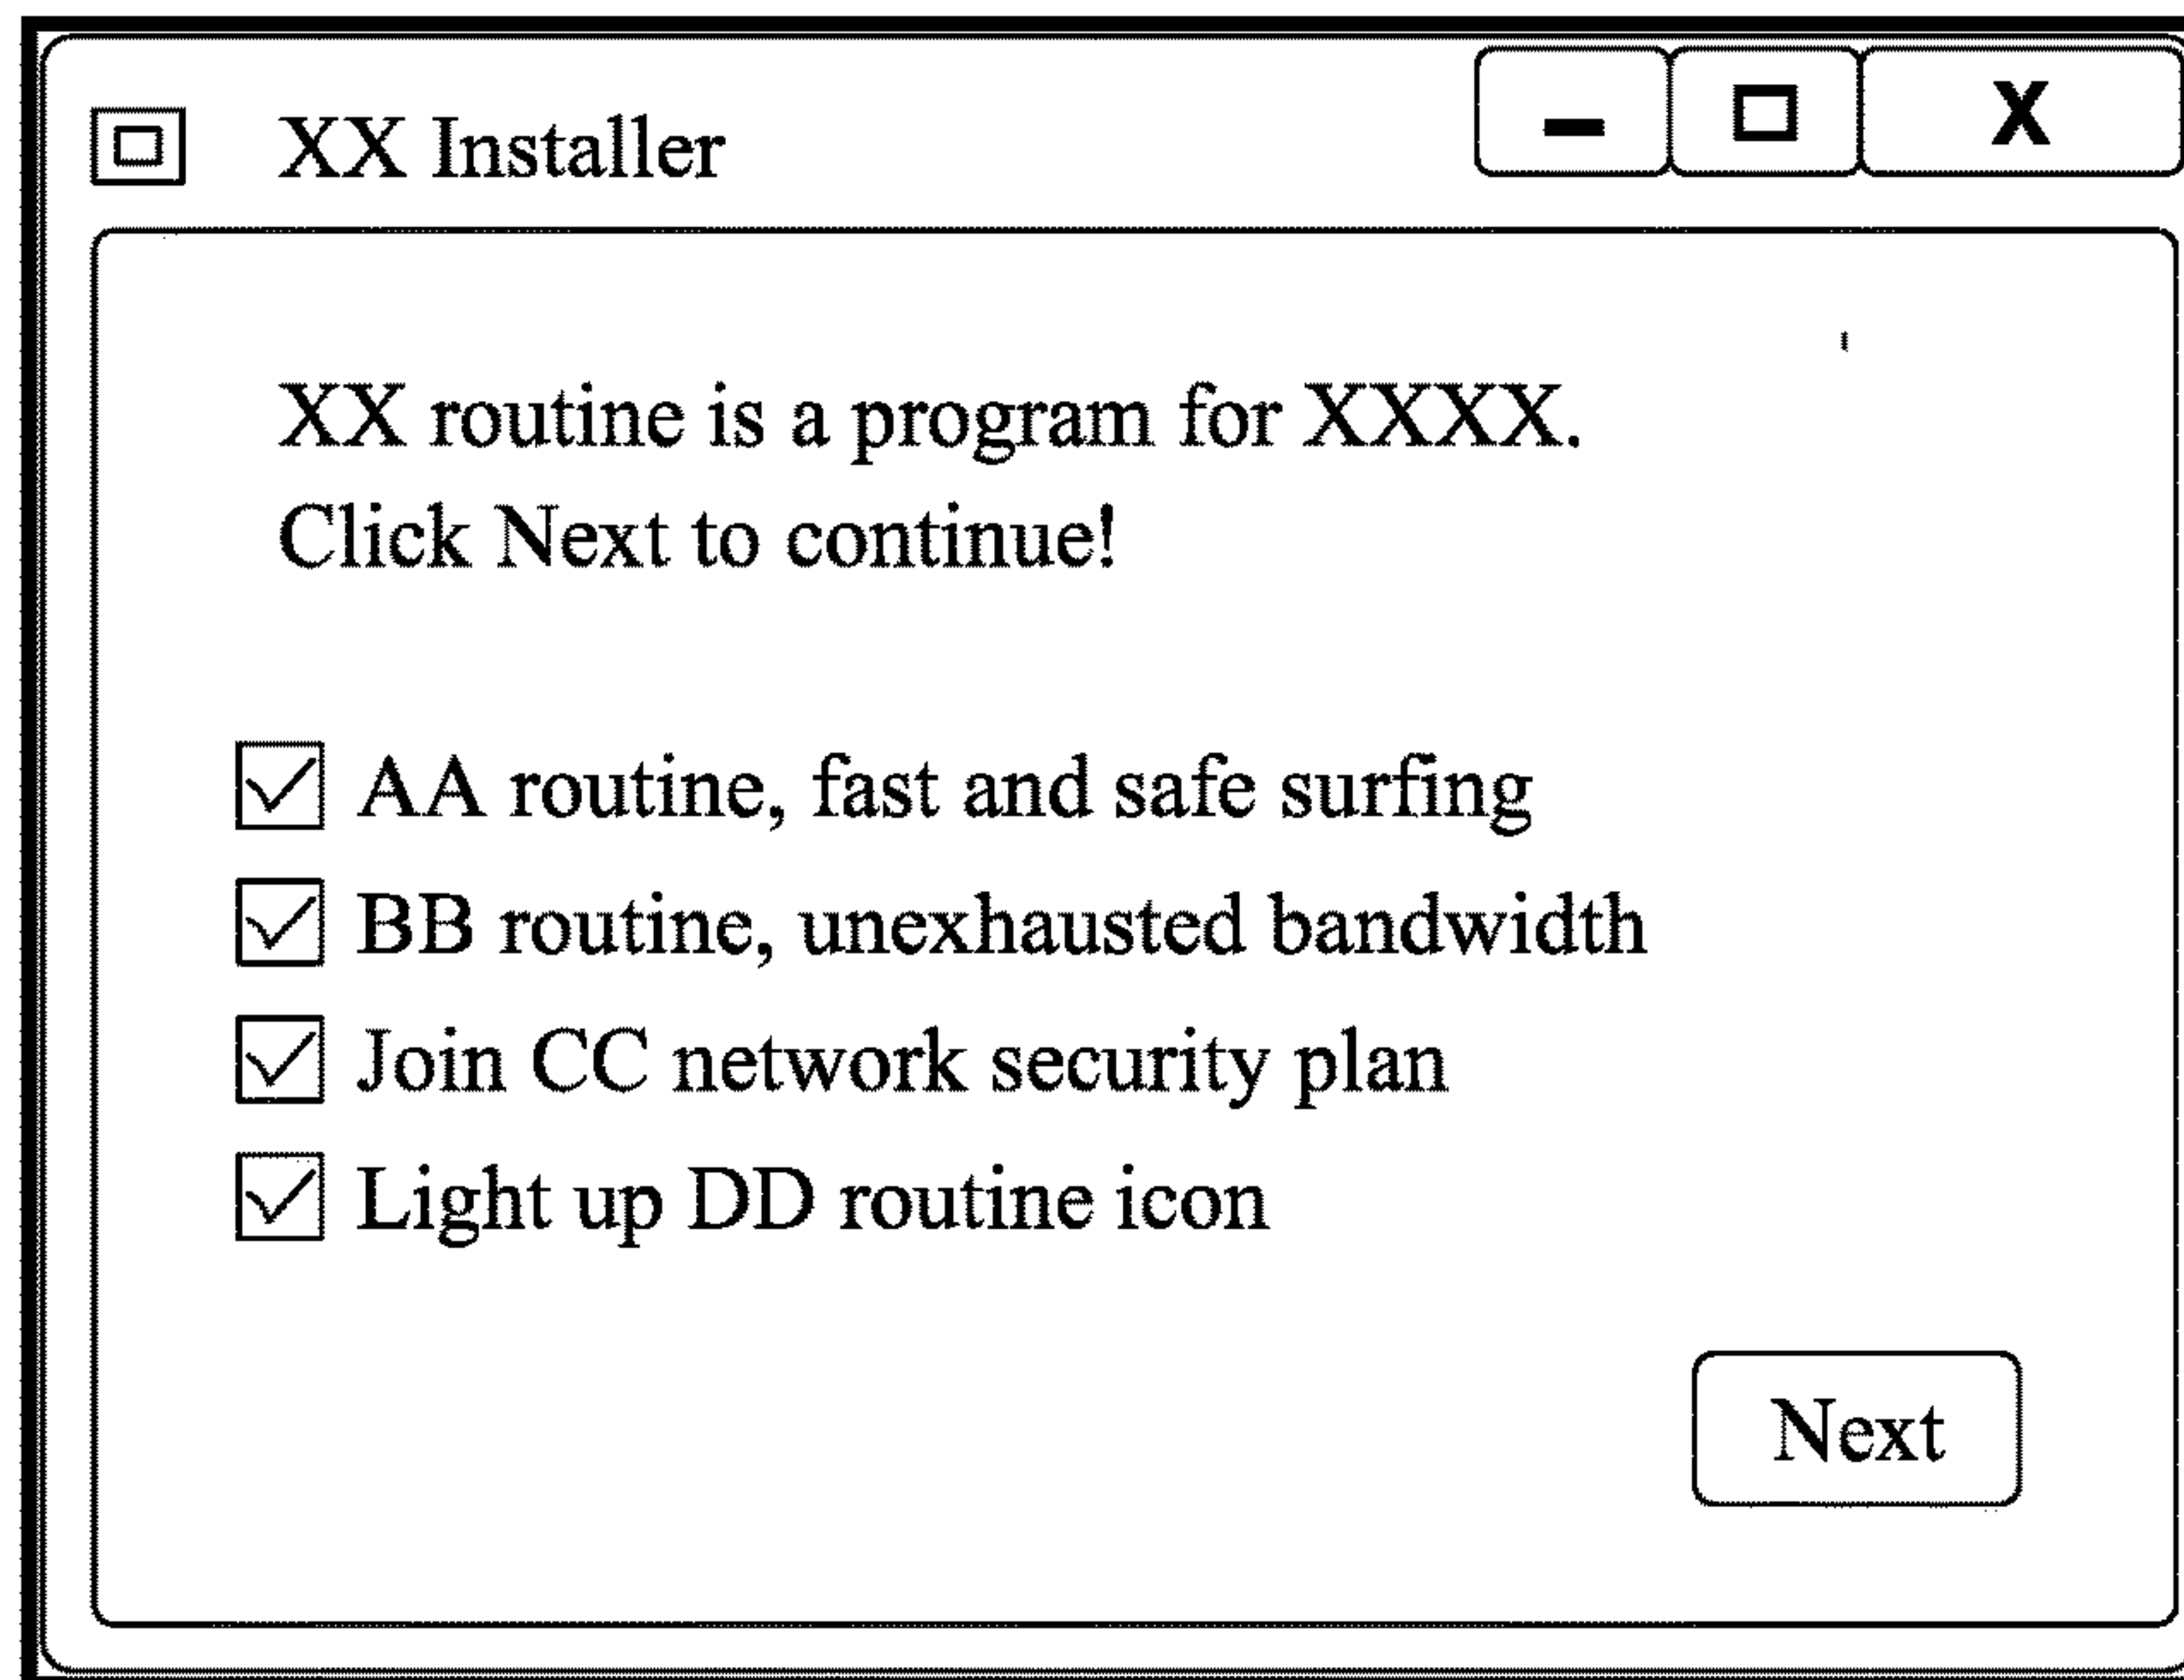 XX Installer
X
XX routine is a program for XXXX.
Click Next to continue!
AA routine, fast and safe surfing
BB routine, unexhausted bandwidth
Join CC network security plan
Light up DD routine icon
Next